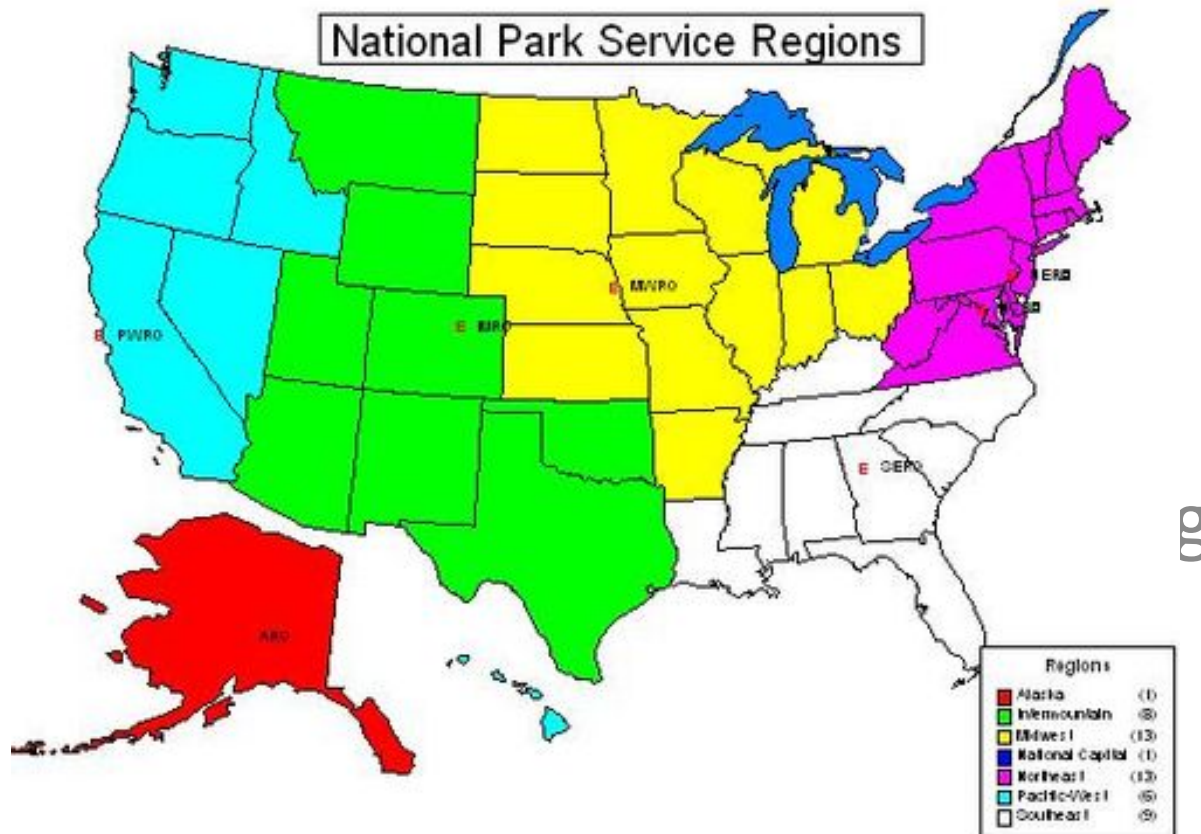 National Park Service Regions
E PWRO
E IMRO
E MWRO
E SERO
ARO
gg
Regions
Alaska (1)
Intermountain (8)
Midwest (13)
National Capital (1)
Northeast (13)
Pacific-West (6)
Southeast (9)